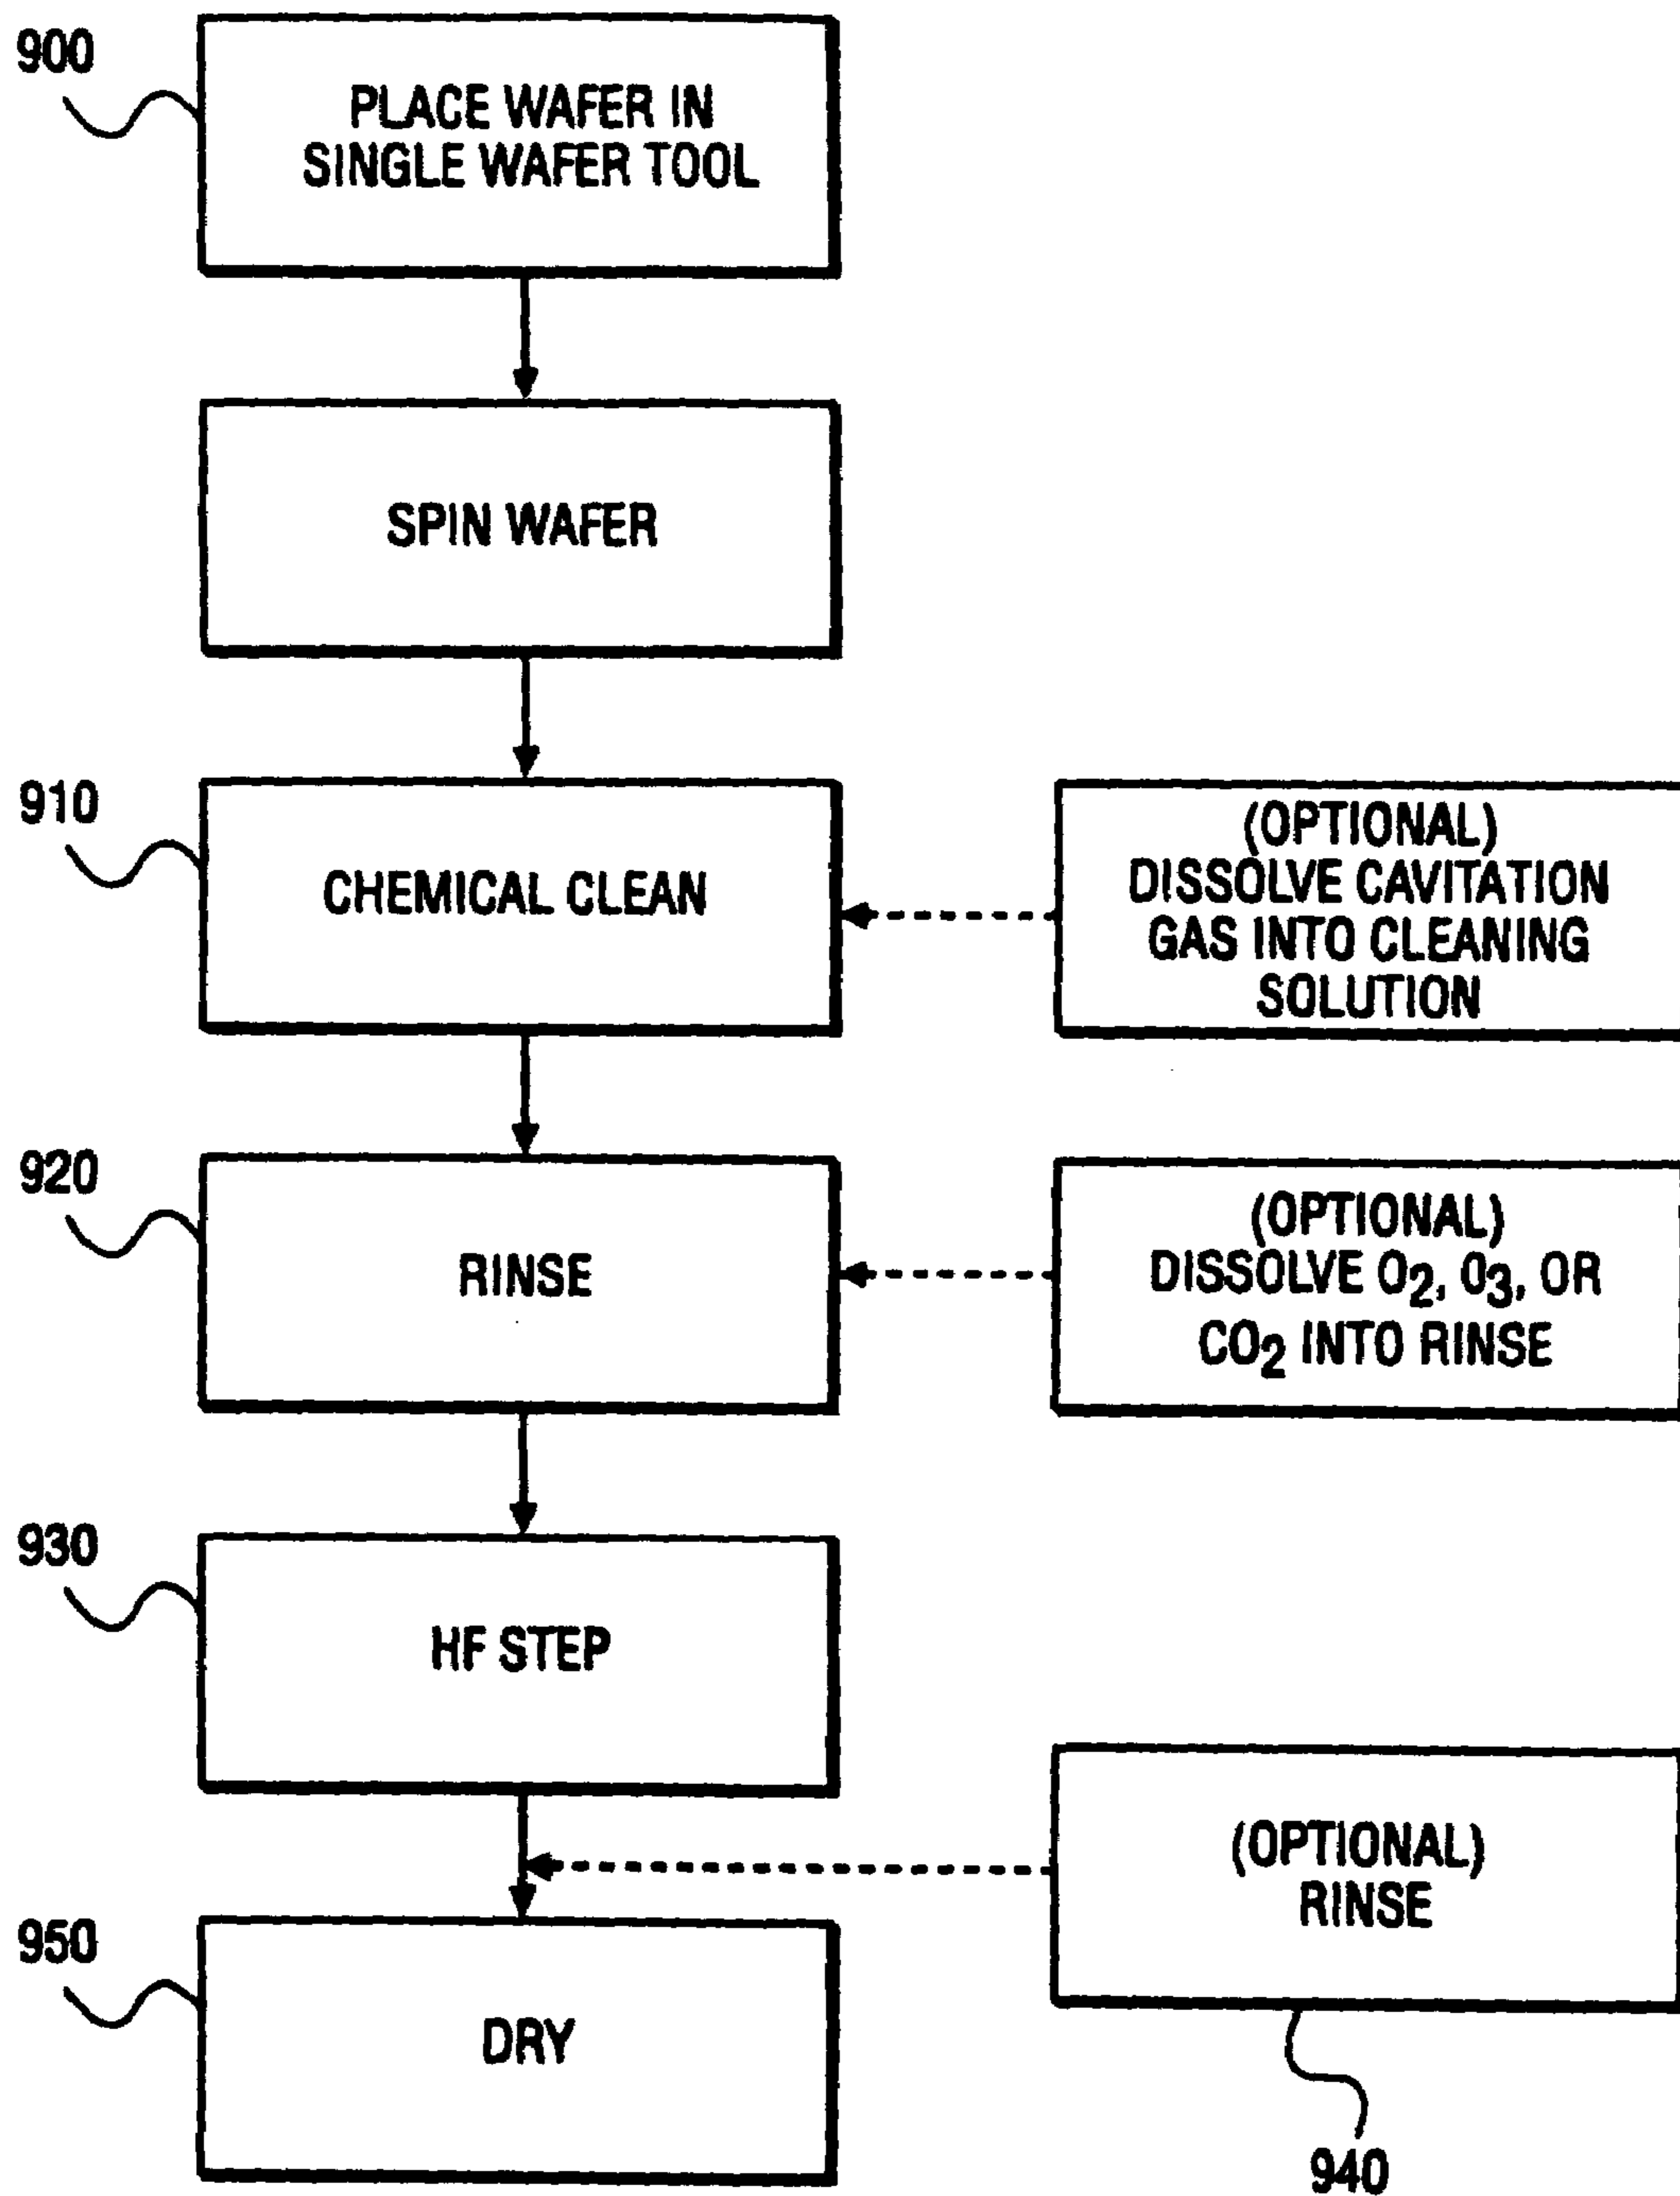 900
PLACE WAFER IN
SINGLE WAFER TOOL
SPIN WAFER
910
CHEMICAL CLEAN
(OPTIONAL)
DISSOLVE CAVITATION
GAS INTO CLEANING
SOLUTION
920
RINSE
(OPTIONAL)
DISSOLVE O₂, O₃, OR
CO₂ INTO RINSE
930
HF STEP
(OPTIONAL)
RINSE
940
950
DRY